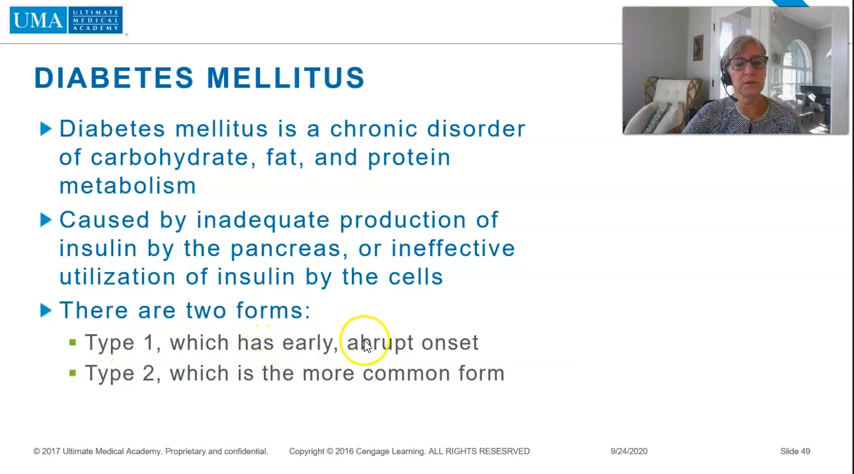 UMA ULTIMATE
MEDICAL
ACADEMY
DIABETES MELLITUS
Diabetes mellitus is a chronic disorder
of carbohydrate, fat, and protein
metabolism
Caused by inadequate production of
insulin by the pancreas, or ineffective
utilization of insulin by the cells
There are two forms:
Type 1, which has early, abrupt onset
Type 2, which is the more common form
© 2017 Ultimate Medical Academy. Proprietary and confidential. Copyright © 2016 Cengage Learning. ALL RIGHTS RESESRVED 9/24/2020 Slide 49